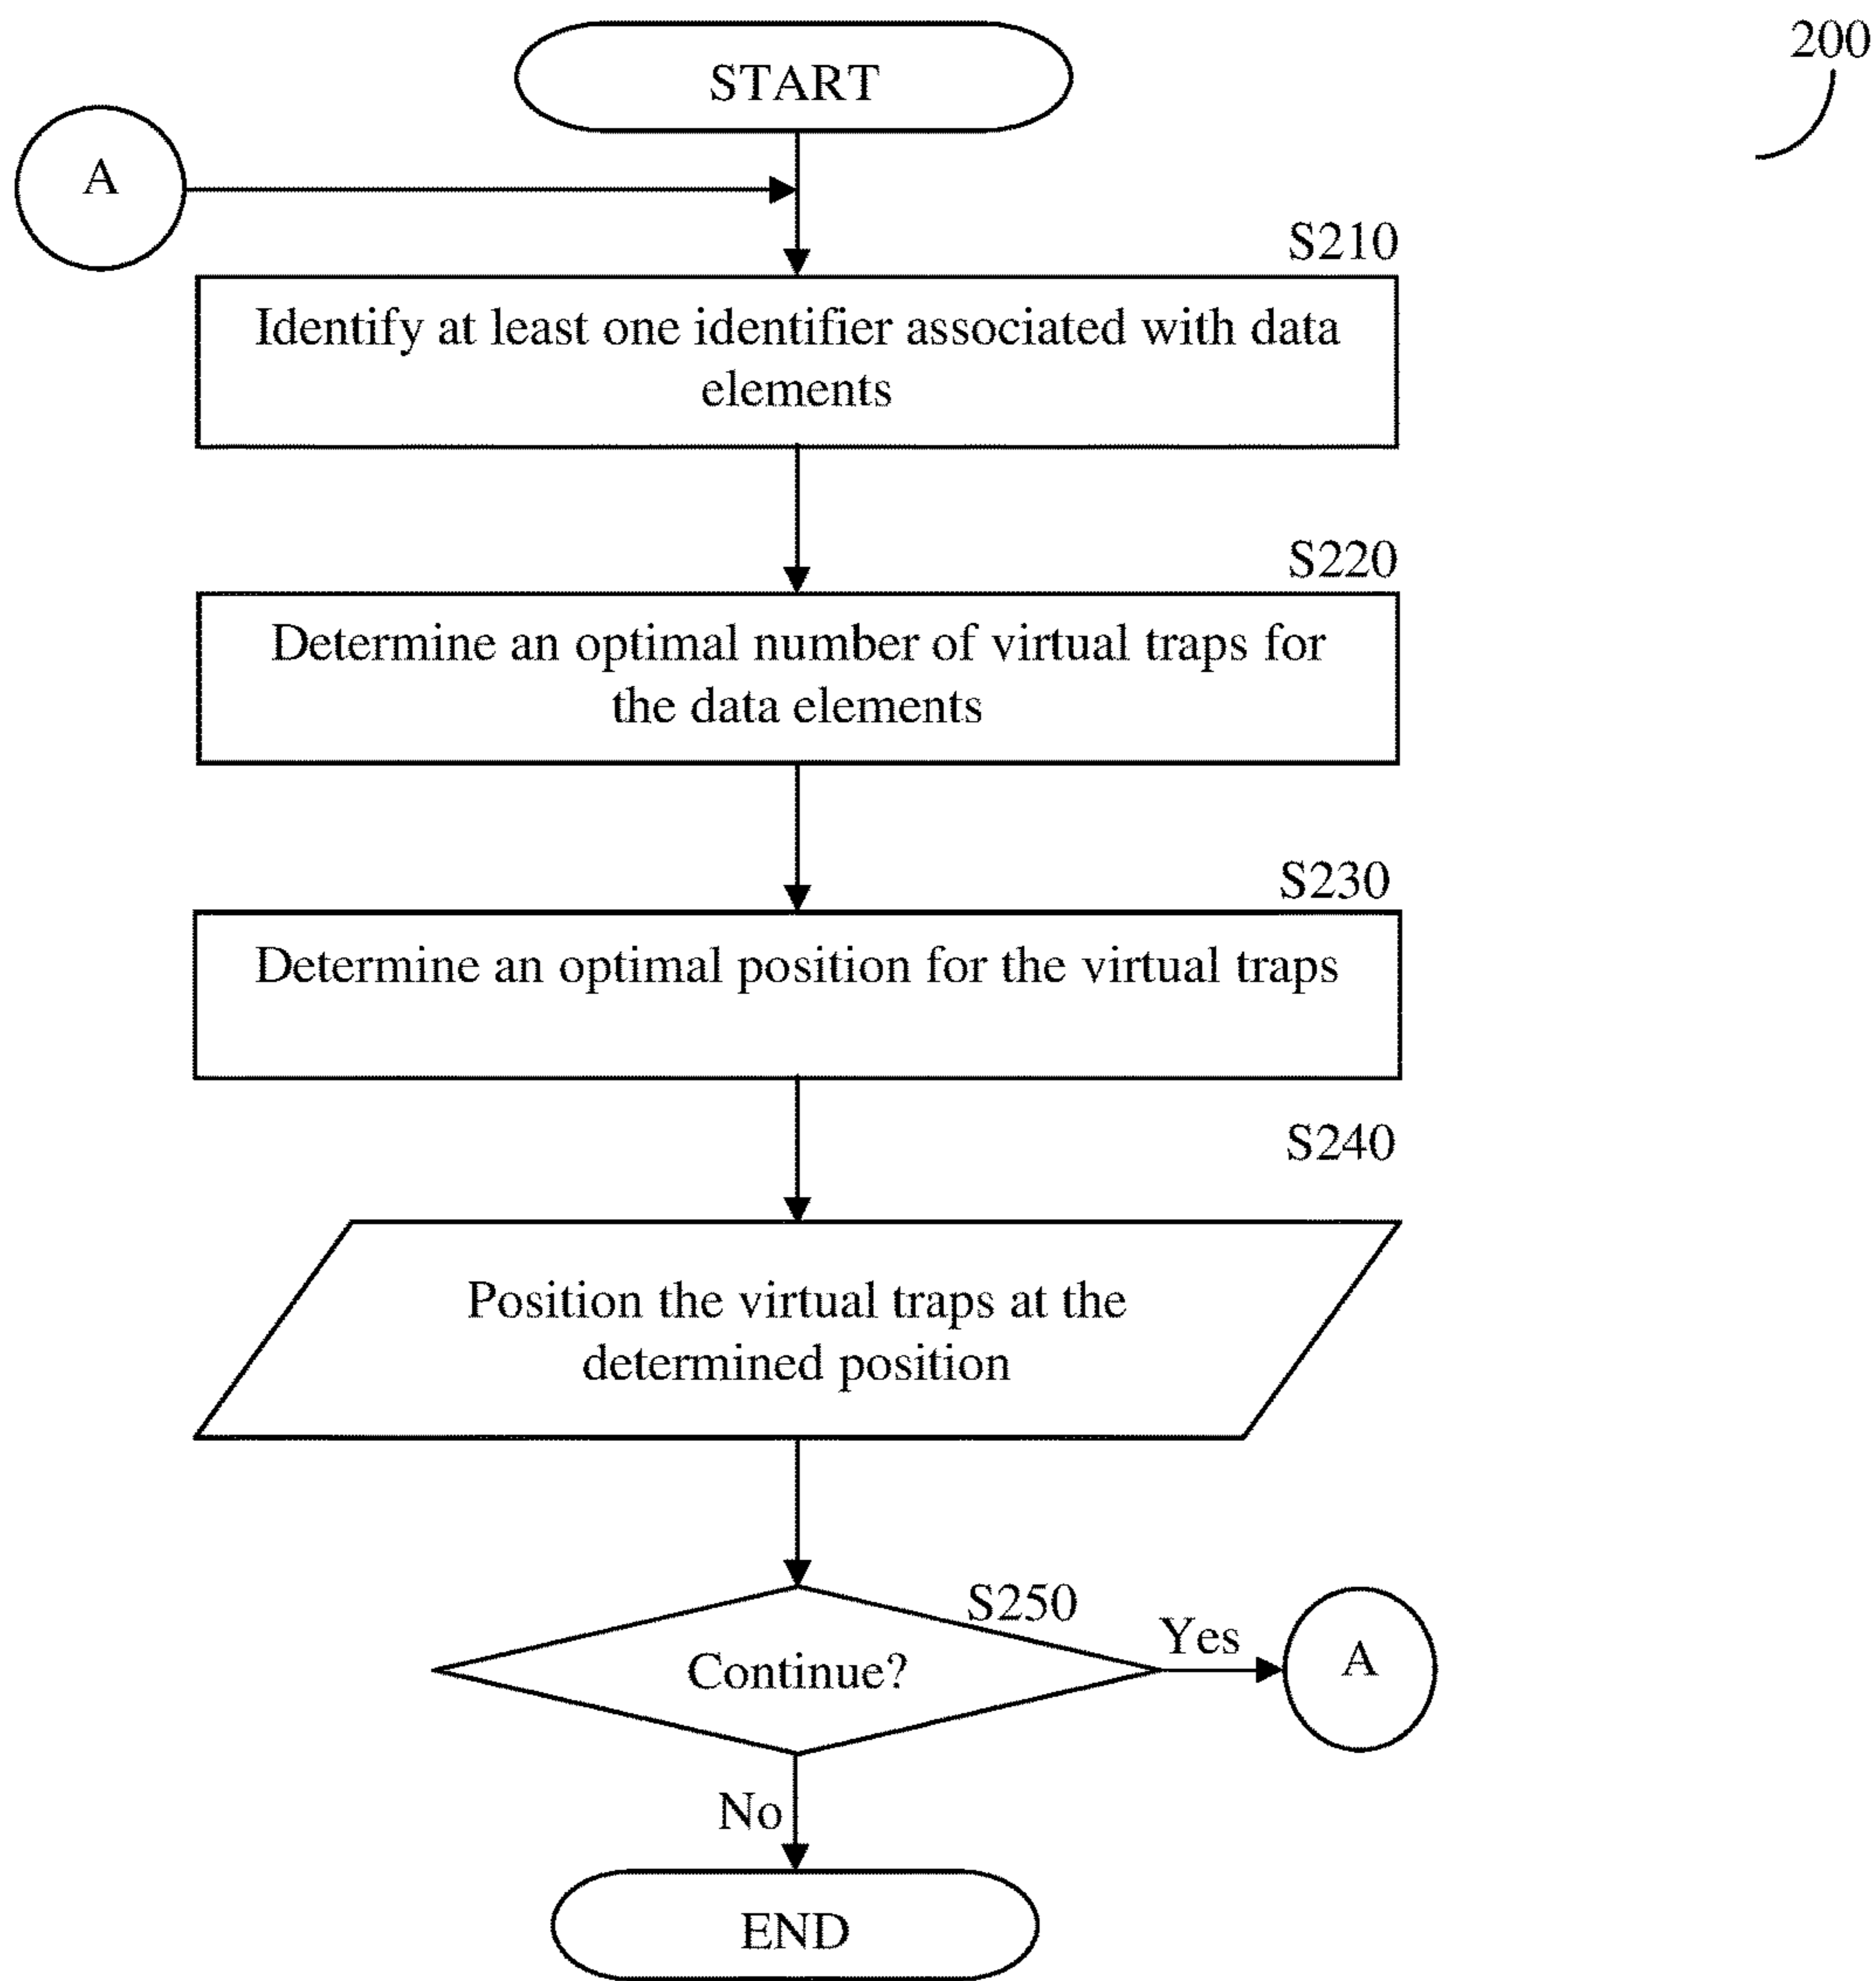 200
START
A
S210
Identify at least one identifier associated with data
elements
S220
Determine an optimal number of virtual traps for
the data elements
S230
Determine an optimal position for the virtual traps
S240
Position the virtual traps at the
determined position
S250
Continue?
Yes
A
No
END